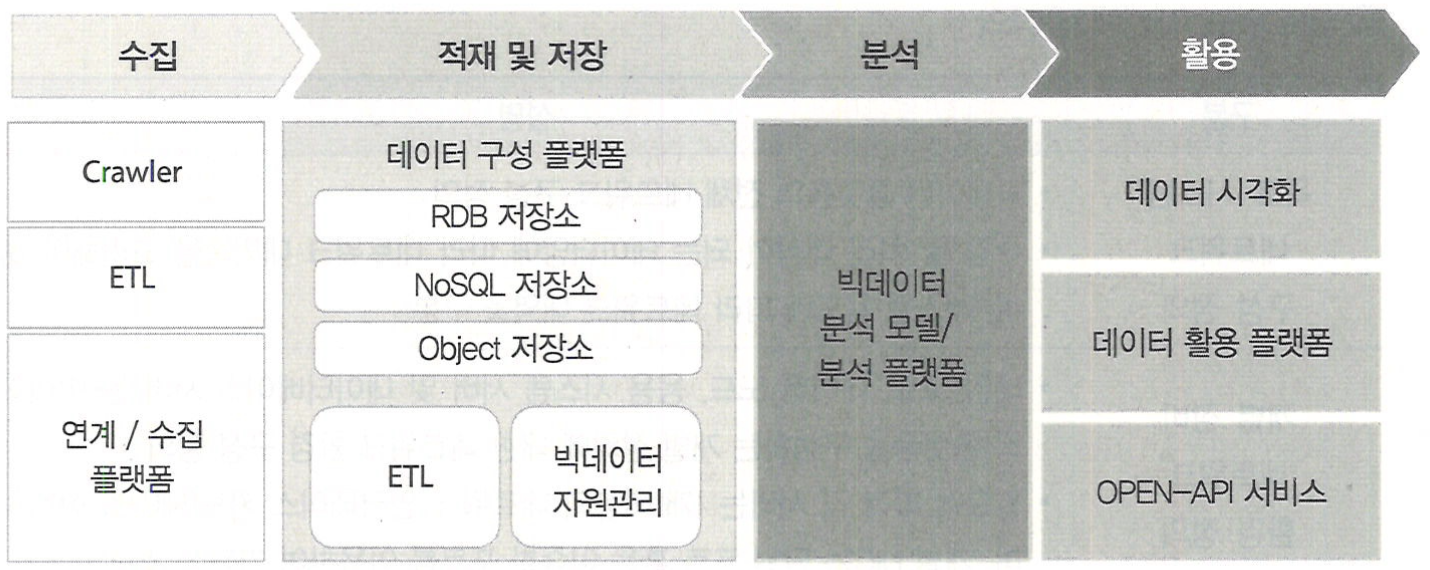 수집
적재 및 저장
분석
활용
Crawler
ETL
연계 / 수집
플랫폼
데이터 구성 플랫폼
RDB 저장소
NoSQL 저장소
Object 저장소
ETL
빅데이터
자원관리
빅데이터
분석 모델/
분석 플랫폼
데이터 시각화
데이터 활용 플랫폼
OPEN-API 서비스